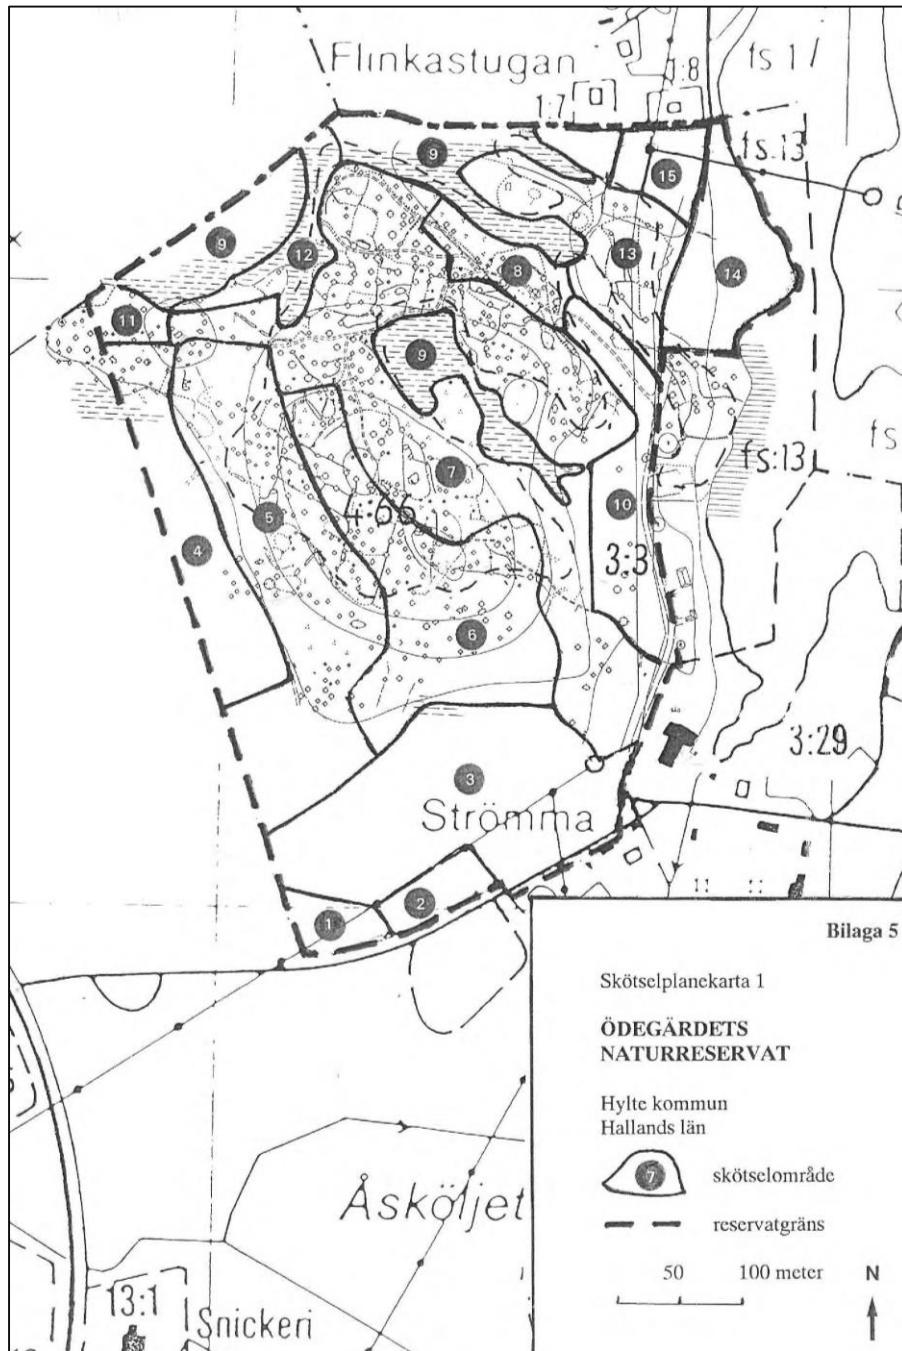 Flinkastugan
1:8
fs 1
1:7
fs:13
9
15
9
12
8
13
14
11
9
7
fs:13
fs
5
466
10
4
3:3
6
3:29
3
Strömma
2
1
Bilaga 5
Skötselplanekarta 1
ÖDEGÄRDETS
NATURRESERVAT
Hylte kommun
Hallands län
7 skötselområde
reservatgräns
50 100 meter N
Åsköljet
13:1
Snickeri